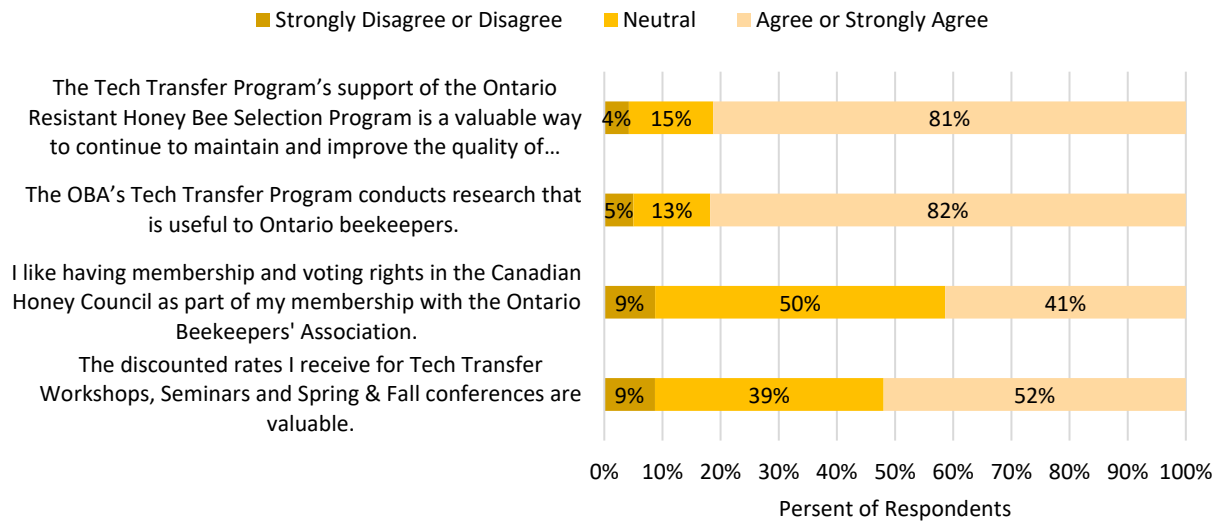 Strongly Disagree or Disagree Neutral Agree or Strongly Agree
The Tech Transfer Program’s support of the Ontario
Resistant Honey Bee Selection Program is a valuable way
to continue to maintain and improve the quality of…
4% 15% 81%
The OBA’s Tech Transfer Program conducts research that
is useful to Ontario beekeepers.
5% 13% 82%
I like having membership and voting rights in the Canadian
Honey Council as part of my membership with the Ontario
Beekeepers' Association.
9% 50% 41%
The discounted rates I receive for Tech Transfer
Workshops, Seminars and Spring & Fall conferences are
valuable.
9% 39% 52%
0% 10% 20% 30% 40% 50% 60% 70% 80% 90% 100%
Percent of Respondents